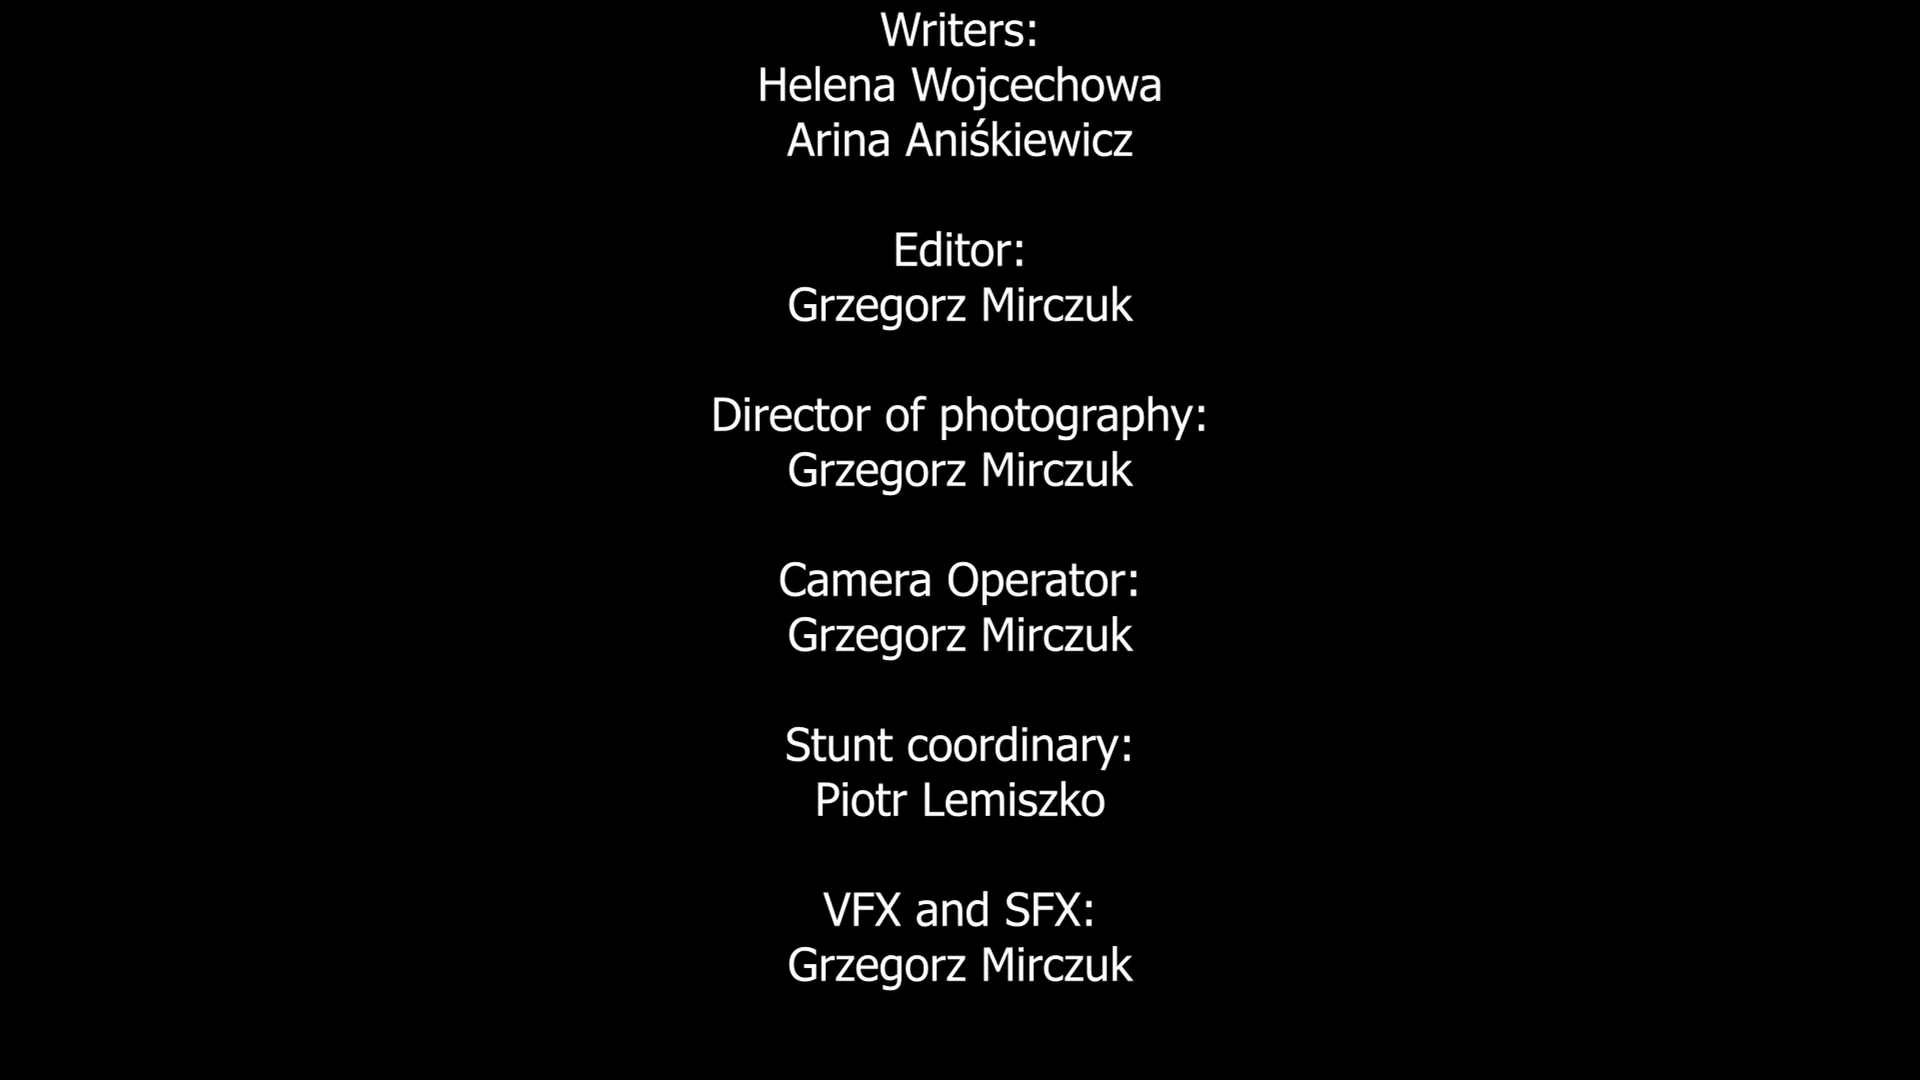 Writers:
Helena Wojcechowa
Arina Aniśkiewicz
Editor:
Grzegorz Mirczuk
Director of photography:
Grzegorz Mirczuk
Camera Operator:
Grzegorz Mirczuk
Stunt coordinary:
Piotr Lemiszko
VFX and SFX:
Grzegorz Mirczuk